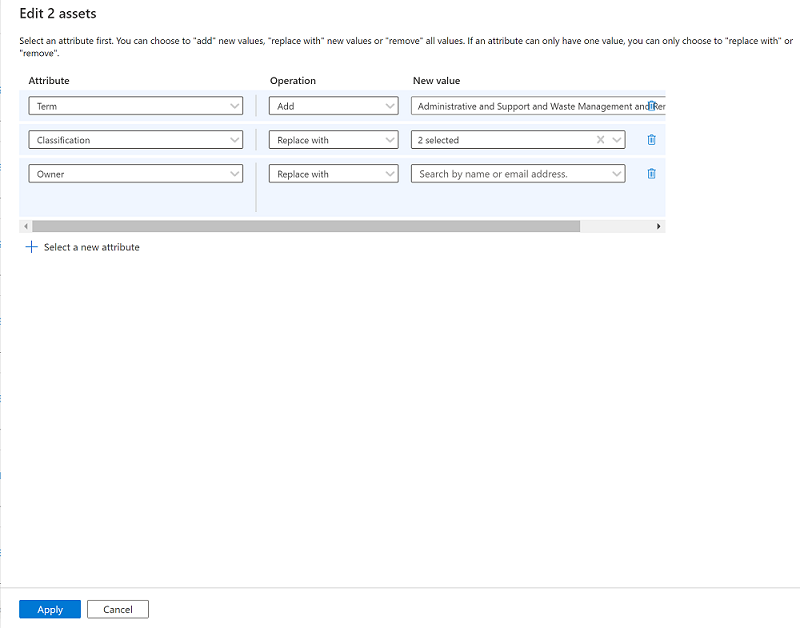 Edit 2 assets
Select an attribute first. You can choose to "add" new values, "replace with" new values or "remove" all values. If an attribute can only have one value, you can only choose to "replace with" or
"remove".
Attribute Operation New value
Term Add Administrative and Support and Waste Management and
Classification Replace with 2 selected
Owner Replace with Search by name or email address.
Select a new attribute
Apply Cancel